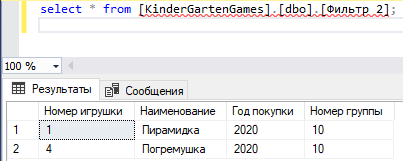 select * from [KinderGartenGames].[dbo].[Фильтр 2];
100 %
Результаты Сообщения
Номер игрушки Наименование Год покупки Номер группы
1 1 Пирамидка 2020 10
2 4 Погремушка 2020 10